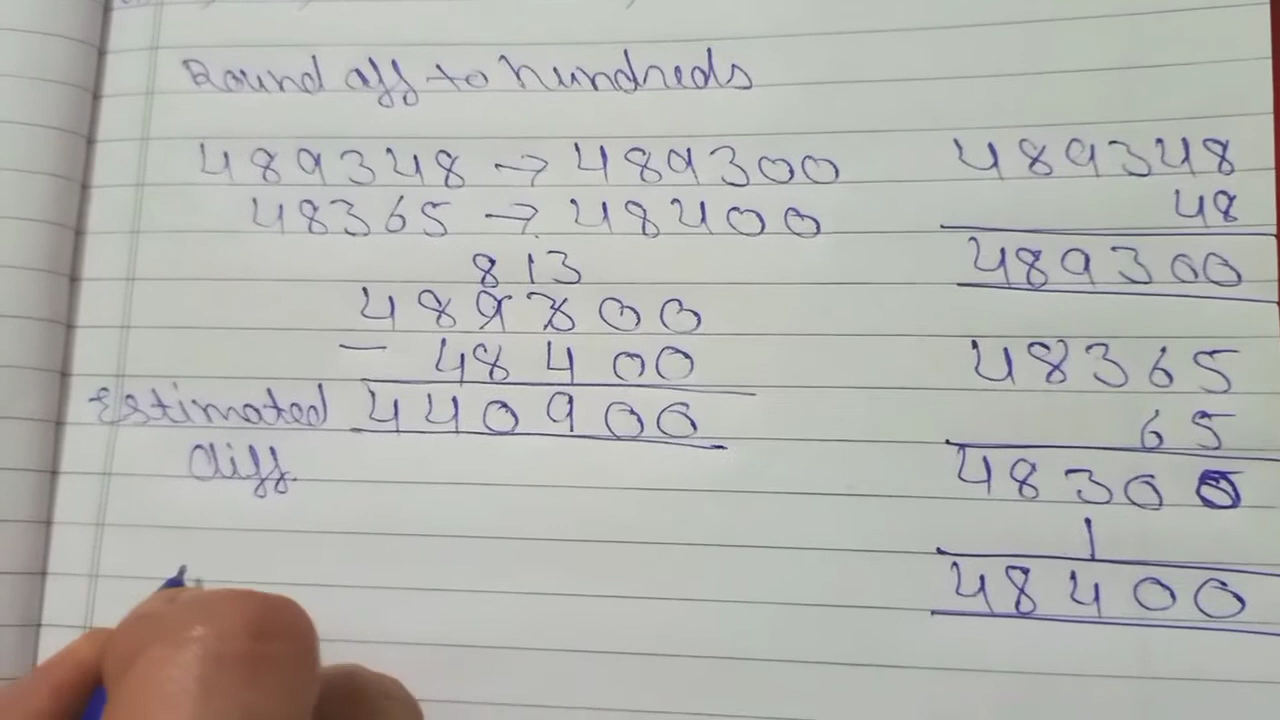 Round off to hundreds
489348 → 489300
48365 → 48400
8 13
489300
- 48400
Estimated 440900
diff.
489348
48
489300
48365
65
48300
1
48400